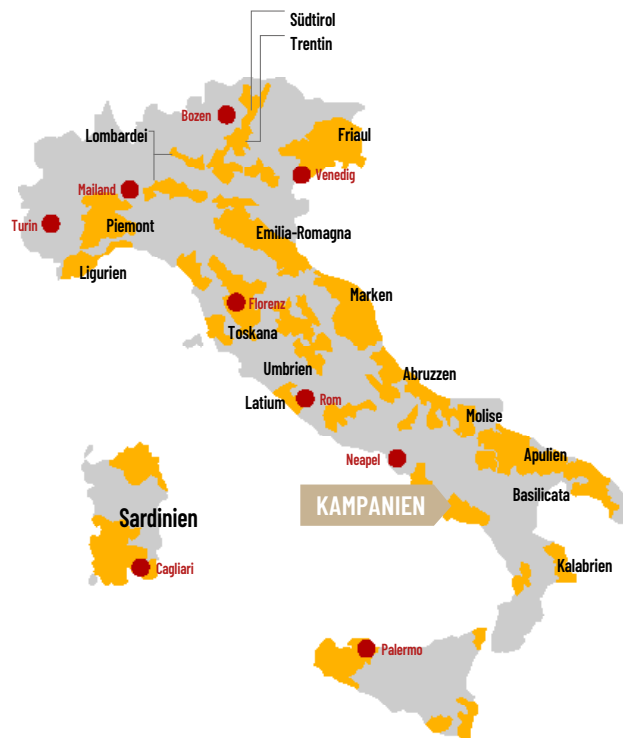 Südtirol
Trentin
Bozen
Lombardei
Friaul
Venedig
Mailand
Turin
Piemont
Emilia-Romagna
Ligurien
Marken
Florenz
Toskana
Umbrien
Abruzzen
Latium
Rom
Molise
Neapel
Apulien
Basilicata
KAMPANIEN
Sardinien
Kalabrien
Cagliari
Palermo